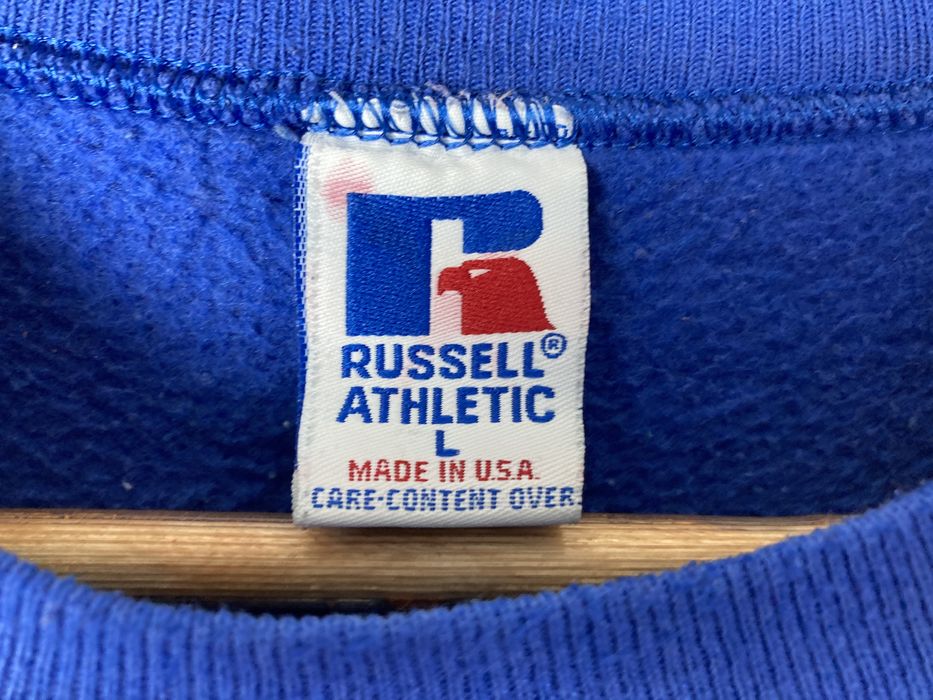 RUSSELL®
ATHLETIC
L
MADE IN U.S.A.
CARE-CONTENT OVER